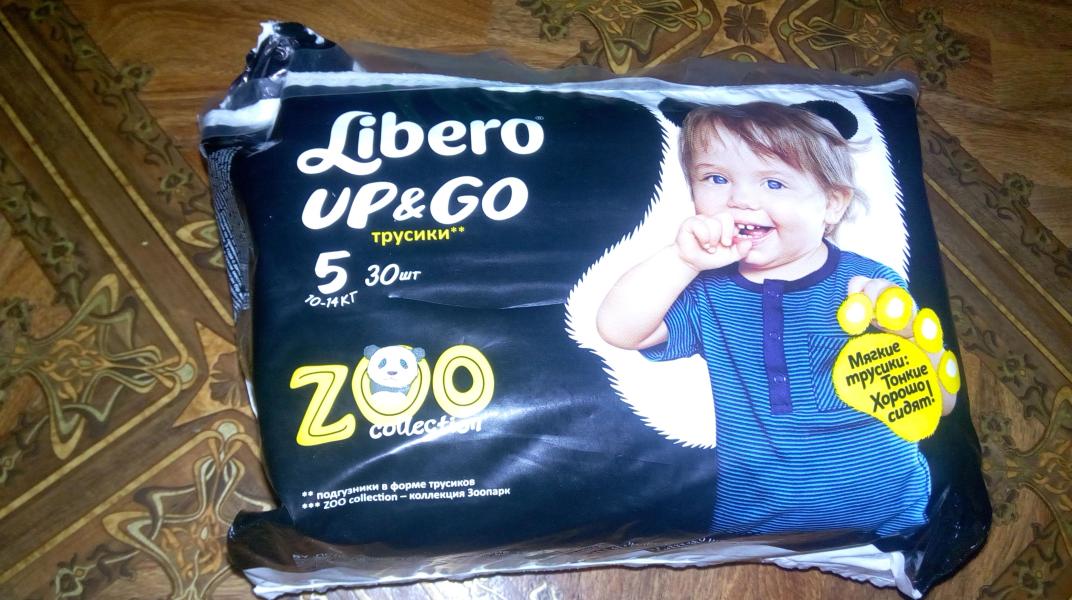 Libero®
UP&GO
трусики**
5 30шт
10-14КГ
ZOO
collection
Мягкие
трусики:
Тонкие
Хорошо
сидят!
** подгузники в форме трусиков
*** ZOO collection – коллекция Зоопарк